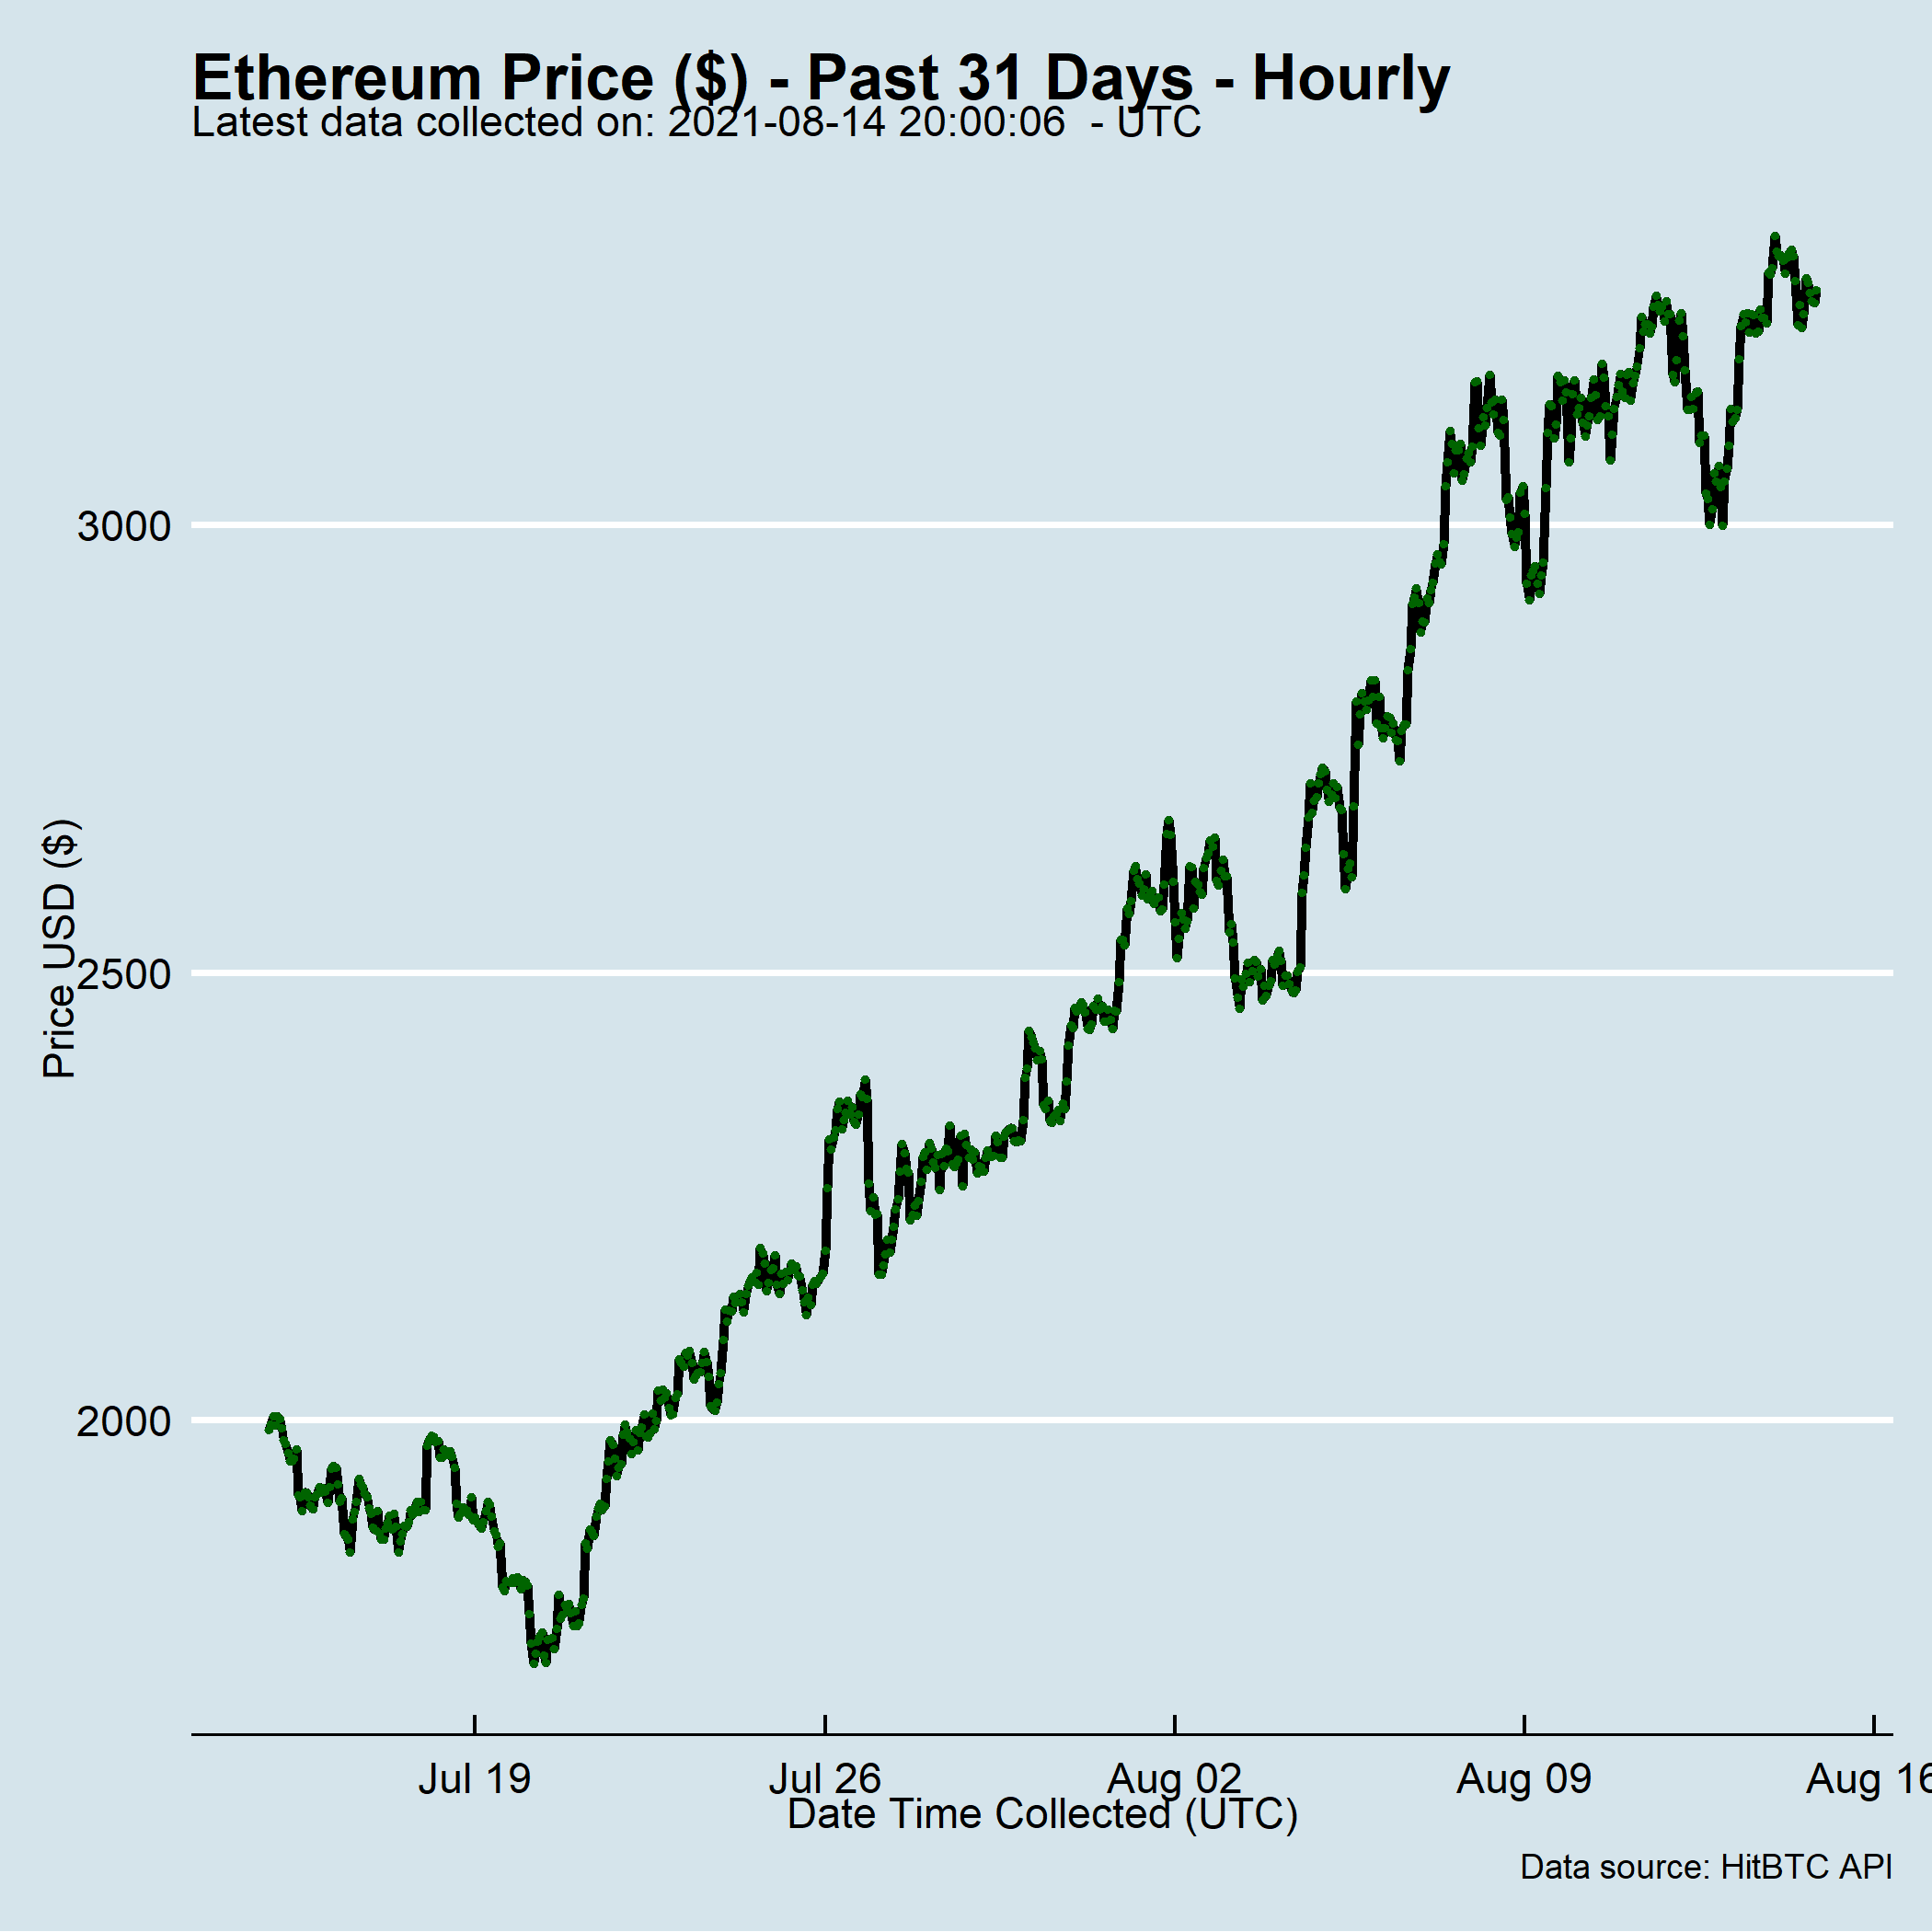 Ethereum Price ($) - Past 31 Days - Hourly
Latest data collected on: 2021-08-14 20:00:06  - UTC
3000
2500
2000
Price USD ($)
Jul 19
Jul 26
Aug 02
Aug 09
Aug 16
Date Time Collected (UTC)
Data source: HitBTC API